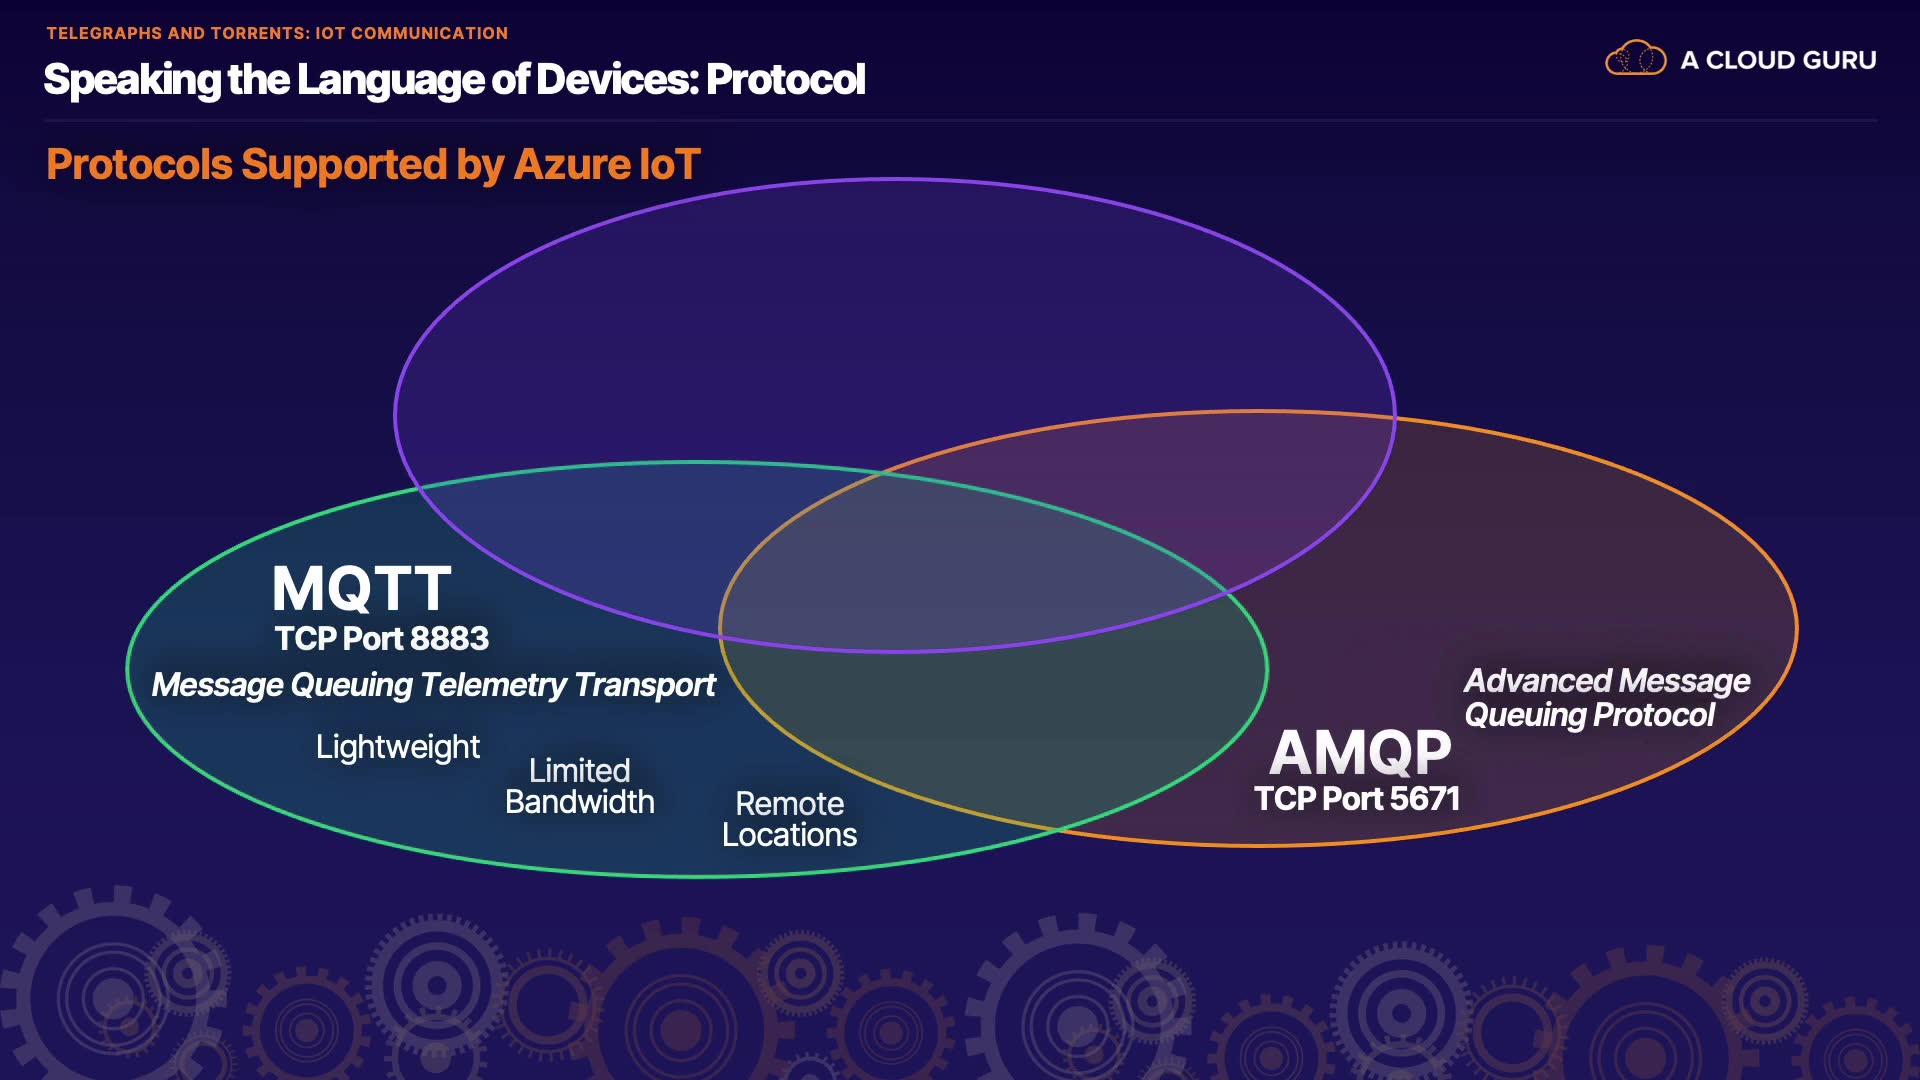 TELEGRAPHS AND TORRENTS: IOT COMMUNICATION
Speaking the Language of Devices: Protocol
A CLOUD GURU
Protocols Supported by Azure IoT
MQTT
TCP Port 8883
Message Queuing Telemetry Transport
Lightweight
Limited
Bandwidth
Remote
Locations
Advanced Message
Queuing Protocol
AMQP
TCP Port 5671